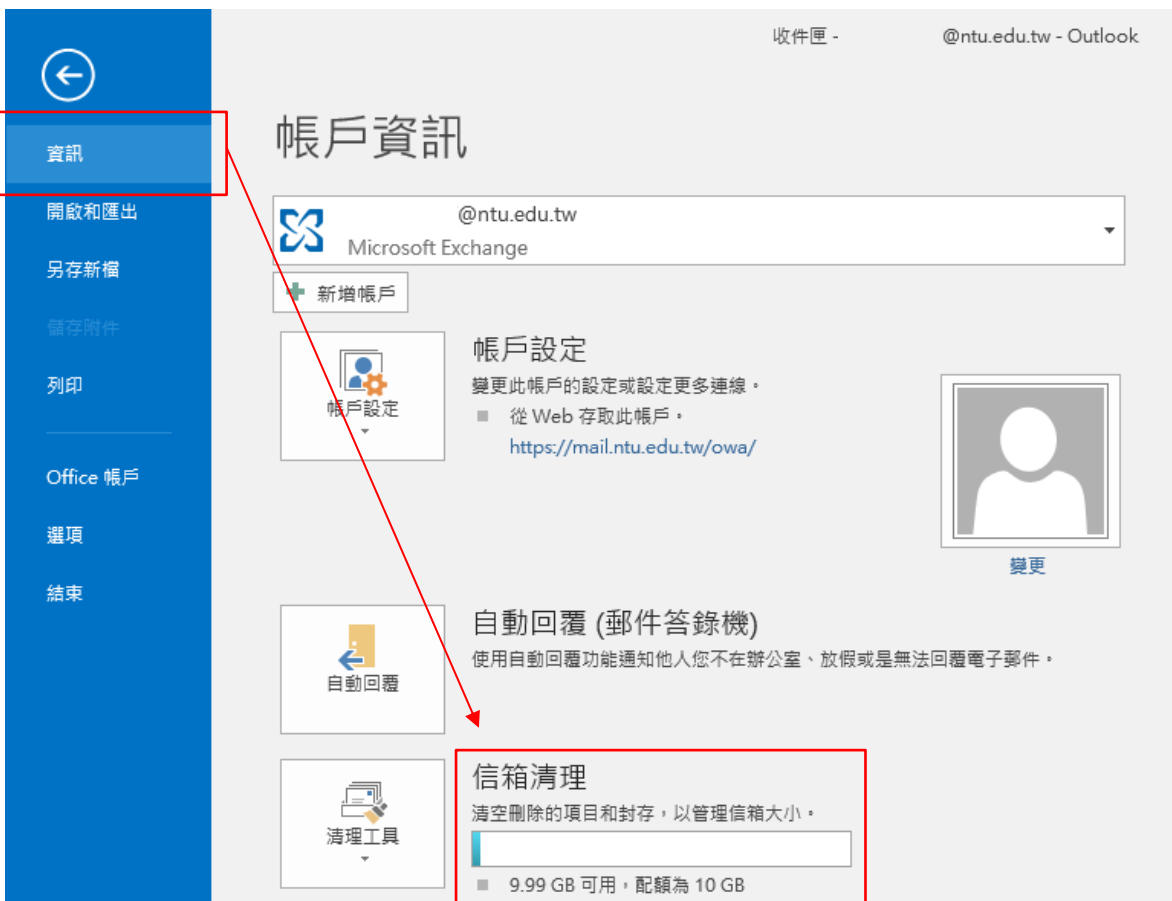 收件匣 - @ntu.edu.tw - Outlook
資訊
開啟和匯出
另存新檔
儲存附件
列印
Office 帳戶
選項
結束
帳戶資訊
@ntu.edu.tw
Microsoft Exchange
新增帳戶
帳戶設定
帳戶設定
變更此帳戶的設定或設定更多連線。
從 Web 存取此帳戶。
https://mail.ntu.edu.tw/owa/
變更
自動回覆
自動回覆 (郵件答錄機)
使用自動回覆功能通知他人您不在辦公室、放假或是無法回覆電子郵件。
清理工具
信箱清理
清空刪除的項目和封存，以管理信箱大小。
9.99 GB 可用，配額為 10 GB